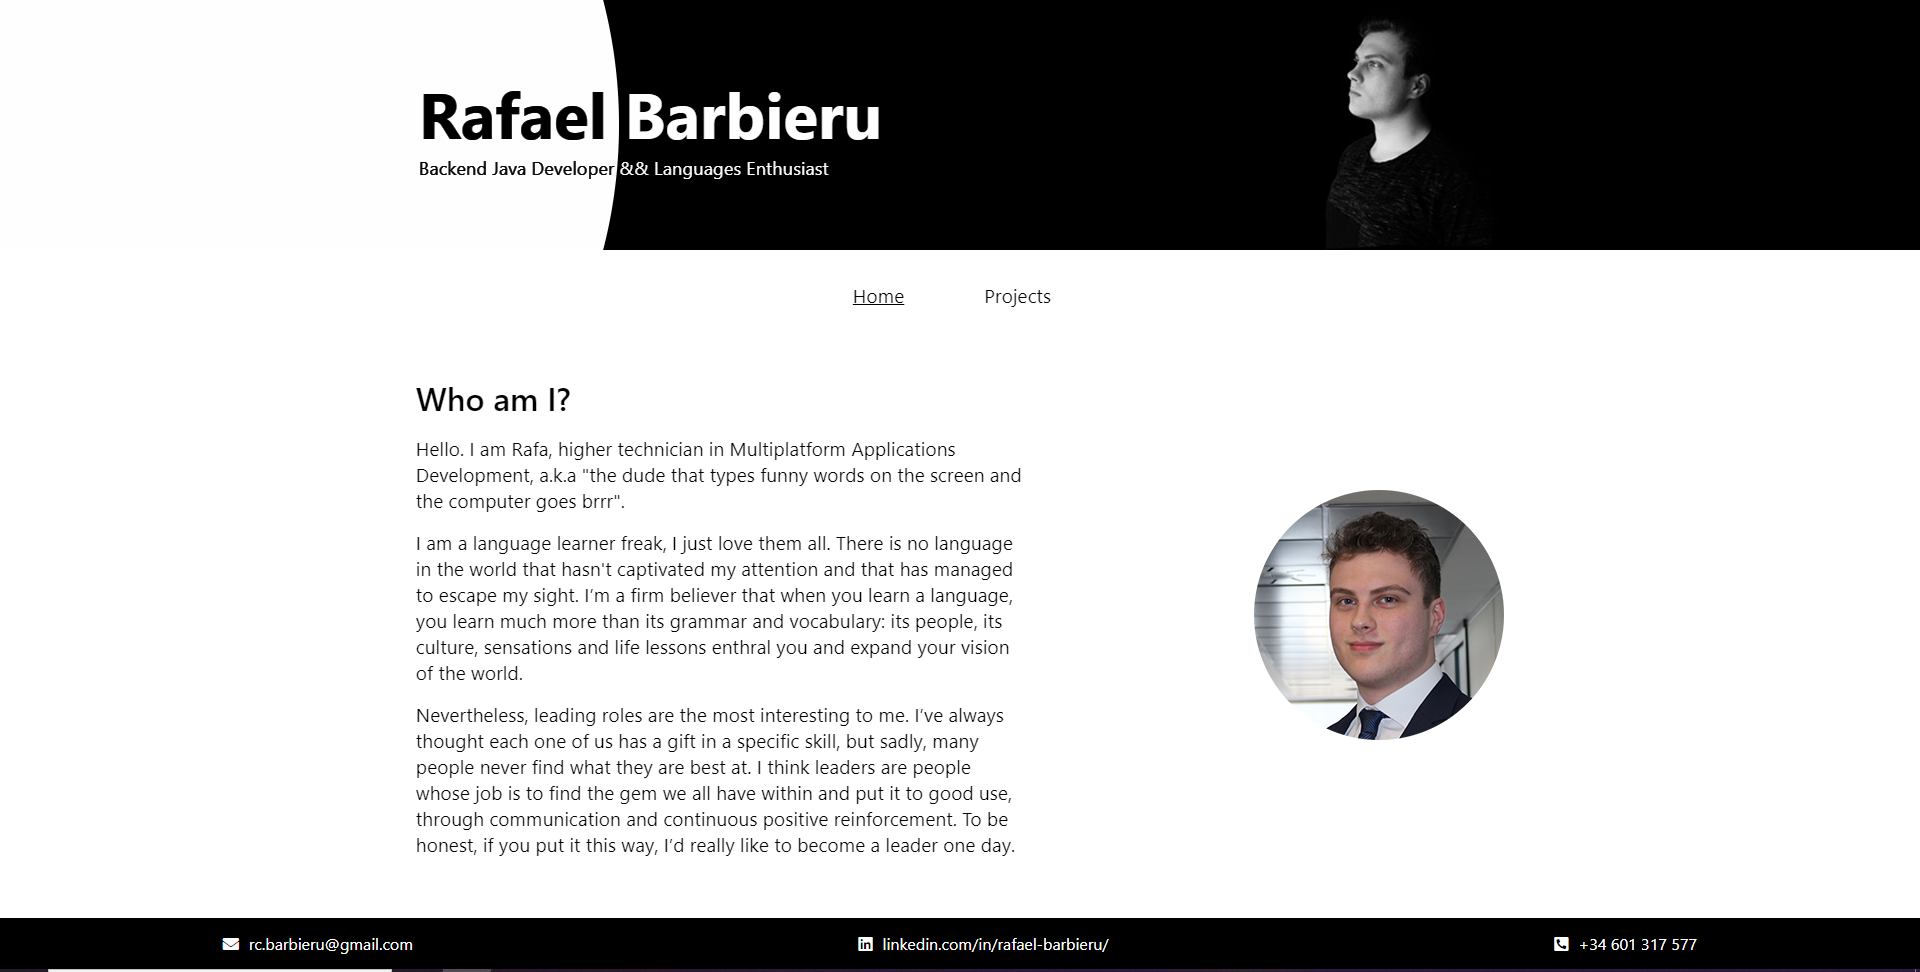 Rafael Barbieru
Backend Java Developer && Languages Enthusiast
Home
Projects
Who am I?
Hello. I am Rafa, higher technician in Multiplatform Applications
Development, a.k.a "the dude that types funny words on the screen and
the computer goes brrr".
I am a language learner freak, I just love them all. There is no language
in the world that hasn't captivated my attention and that has managed
to escape my sight. I’m a firm believer that when you learn a language,
you learn much more than its grammar and vocabulary: its people, its
culture, sensations and life lessons enthral you and expand your vision
of the world.
Nevertheless, leading roles are the most interesting to me. I’ve always
thought each one of us has a gift in a specific skill, but sadly, many
people never find what they are best at. I think leaders are people
whose job is to find the gem we all have within and put it to good use,
through communication and continuous positive reinforcement. To be
honest, if you put it this way, I’d really like to become a leader one day.
rc.barbieru@gmail.com
linkedin.com/in/rafael-barbieru/
+34 601 317 577